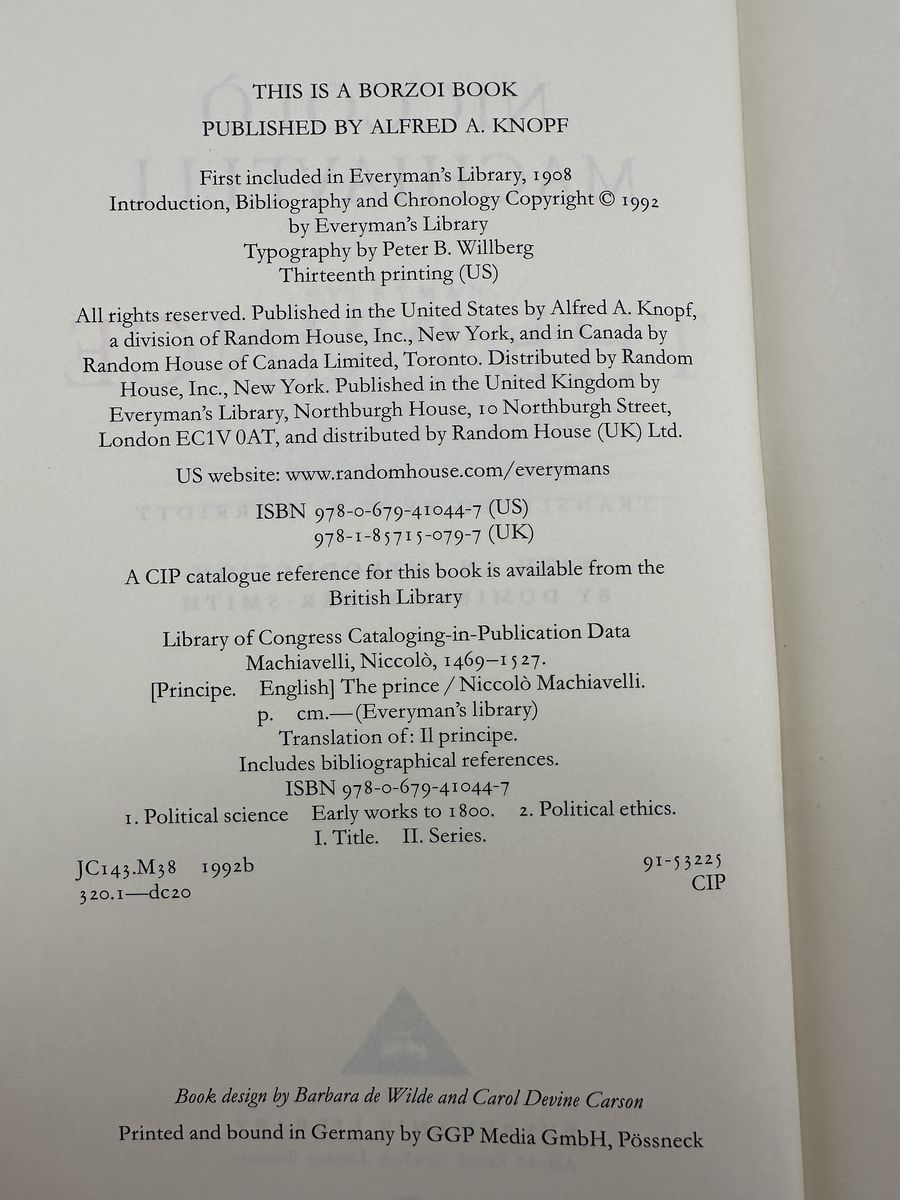 THIS IS A BORZOI BOOK
PUBLISHED BY ALFRED A. KNOPF
First included in Everyman's Library, 1908
Introduction, Bibliography and Chronology Copyright © 1992
by Everyman's Library
Typography by Peter B. Willberg
Thirteenth printing (US)
All rights reserved. Published in the United States by Alfred A. Knopf,
a division of Random House, Inc., New York, and in Canada by
Random House of Canada Limited, Toronto. Distributed by Random
House, Inc., New York. Published in the United Kingdom by
Everyman's Library, Northburgh House, 10 Northburgh Street,
London EC1V 0AT, and distributed by Random House (UK) Ltd.
US website: www.randomhouse.com/everymans
ISBN 978-0-679-41044-7 (US)
978-1-85715-079-7 (UK)
A CIP catalogue reference for this book is available from the
British Library
Library of Congress Cataloging-in-Publication Data
Machiavelli, Niccolò, 1469–1527.
[Principe. English] The prince / Niccolò Machiavelli.
p. cm.—(Everyman's library)
Translation of: Il principe.
Includes bibliographical references.
ISBN 978-0-679-41044-7
1. Political science Early works to 1800. 2. Political ethics.
I. Title. II. Series.
JC143.M38 1992b 91-53225
320.1—dc20 CIP
Book design by Barbara de Wilde and Carol Devine Carson
Printed and bound in Germany by GGP Media GmbH, Pössneck